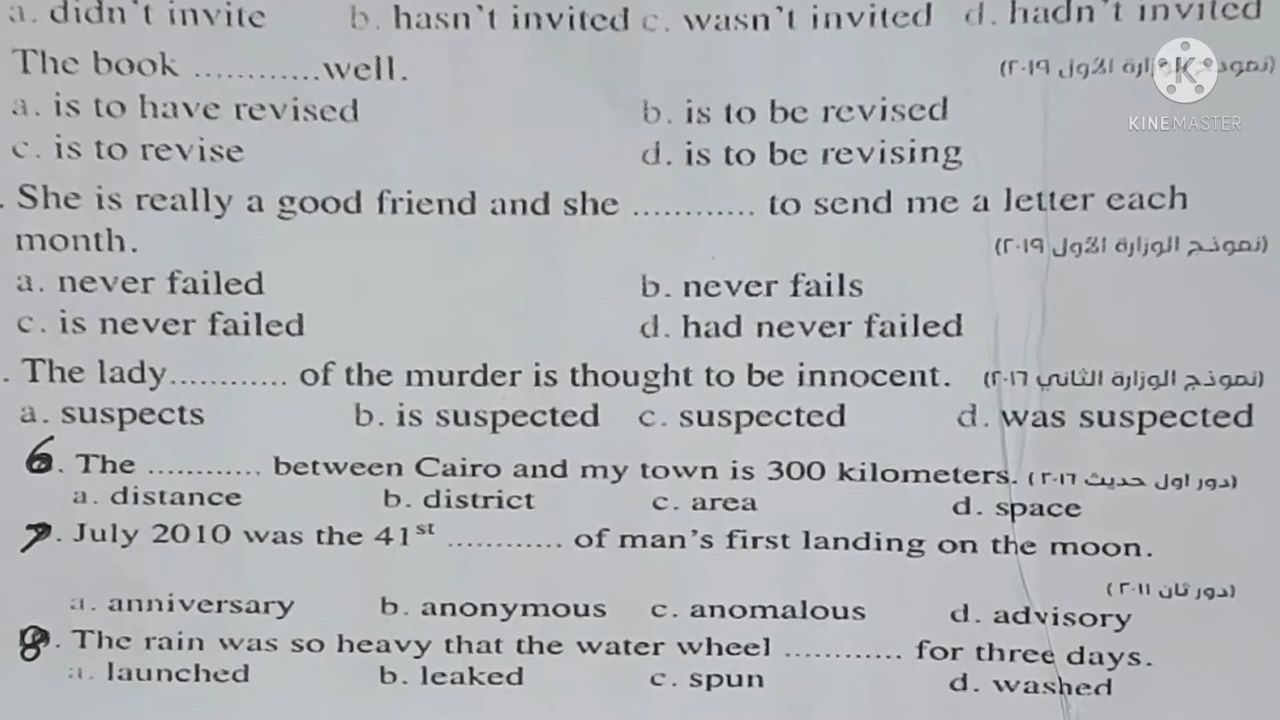 a. didn't invite b. hasn't invited c. wasn't invited d. hadn't invited
The book ............well. (نموذج الوزارة الأول ٢٠١٩)
KINEMASTER
a. is to have revised b. is to be revised
c. is to revise d. is to be revising
. She is really a good friend and she ............ to send me a letter each
month. (نموذج الوزارة الأول ٢٠١٩)
a. never failed b. never fails
c. is never failed d. had never failed
. The lady............ of the murder is thought to be innocent. (نموذج الوزارة الثاني ٢٠١٦)
a. suspects b. is suspected c. suspected d. was suspected
6. The ............ between Cairo and my town is 300 kilometers. (دور اول حديث ٢٠١٦)
a. distance b. district c. area d. space
7. July 2010 was the 41st ............ of man's first landing on the moon.
(دور ثان ٢٠١١)
a. anniversary b. anonymous c. anomalous d. advisory
8. The rain was so heavy that the water wheel ............ for three days.
a. launched b. leaked c. spun d. washed